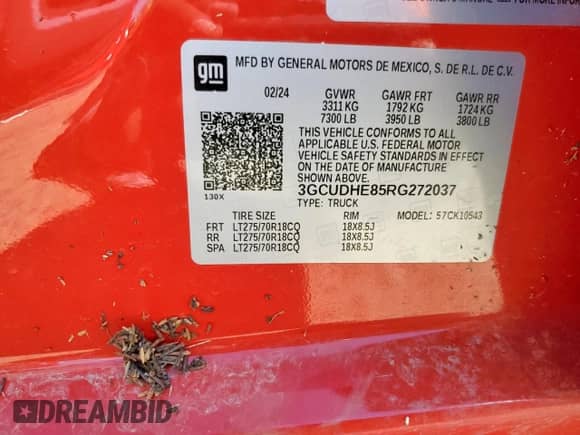 FOR MORE INFOR
gm
MFD BY GENERAL MOTORS DE MEXICO, S. DE R.L. DE C.V.
02/24 GVWR GAWR FRT GAWR RR
3311 KG 1792 KG 1724 KG
7300 LB 3950 LB 3800 LB
THIS VEHICLE CONFORMS TO ALL
APPLICABLE U.S. FEDERAL MOTOR
VEHICLE SAFETY STANDARDS IN EFFECT
ON THE DATE OF MANUFACTURE
SHOWN ABOVE.
130X
3GCUDHE85RG272037
TYPE: TRUCK
TIRE SIZE RIM MODEL: 57CK10543
FRT LT275/70R18CQ 18X8.5J
RR LT275/70R18CQ 18X8.5J
SPA LT275/70R18CQ 18X8.5J
DREAMBID